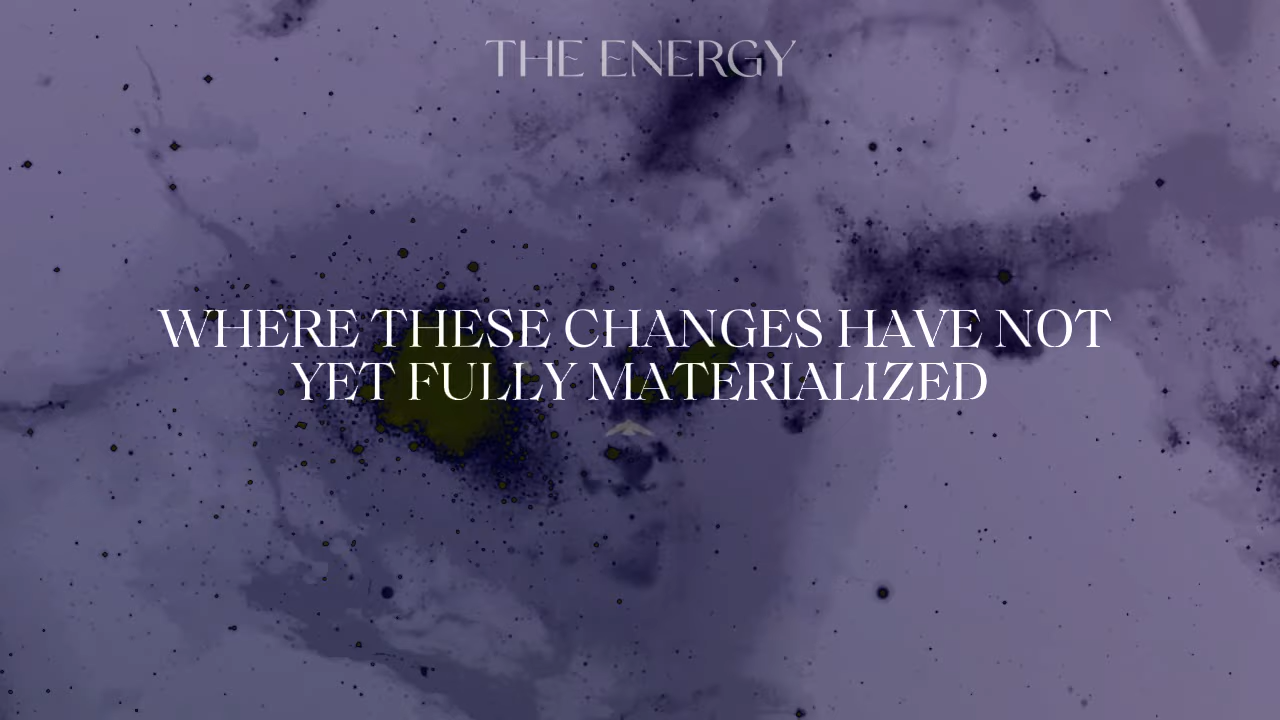 THE ENERGY
WHERE THESE CHANGES HAVE NOT
YET FULLY MATERIALIZED